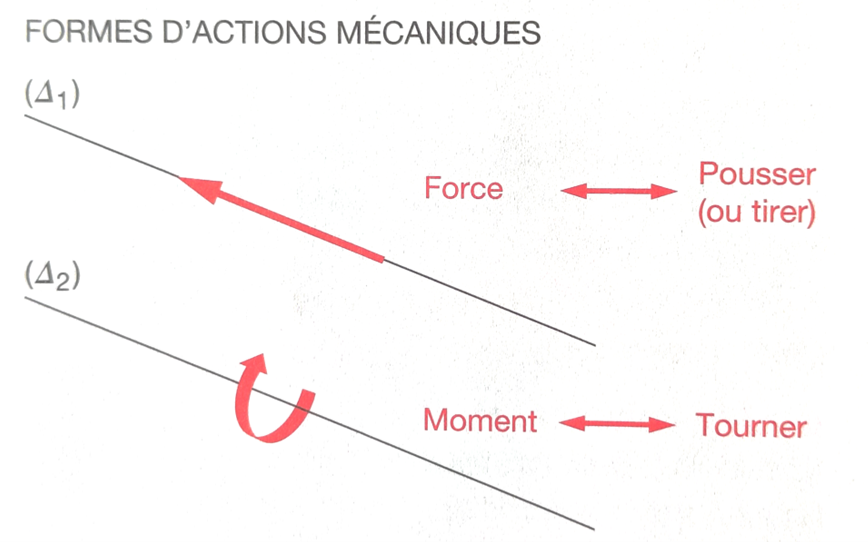 FORMES D'ACTIONS MÉCANIQUES
(Δ₁)
Force
Pousser
(ou tirer)
(Δ₂)
Moment
Tourner